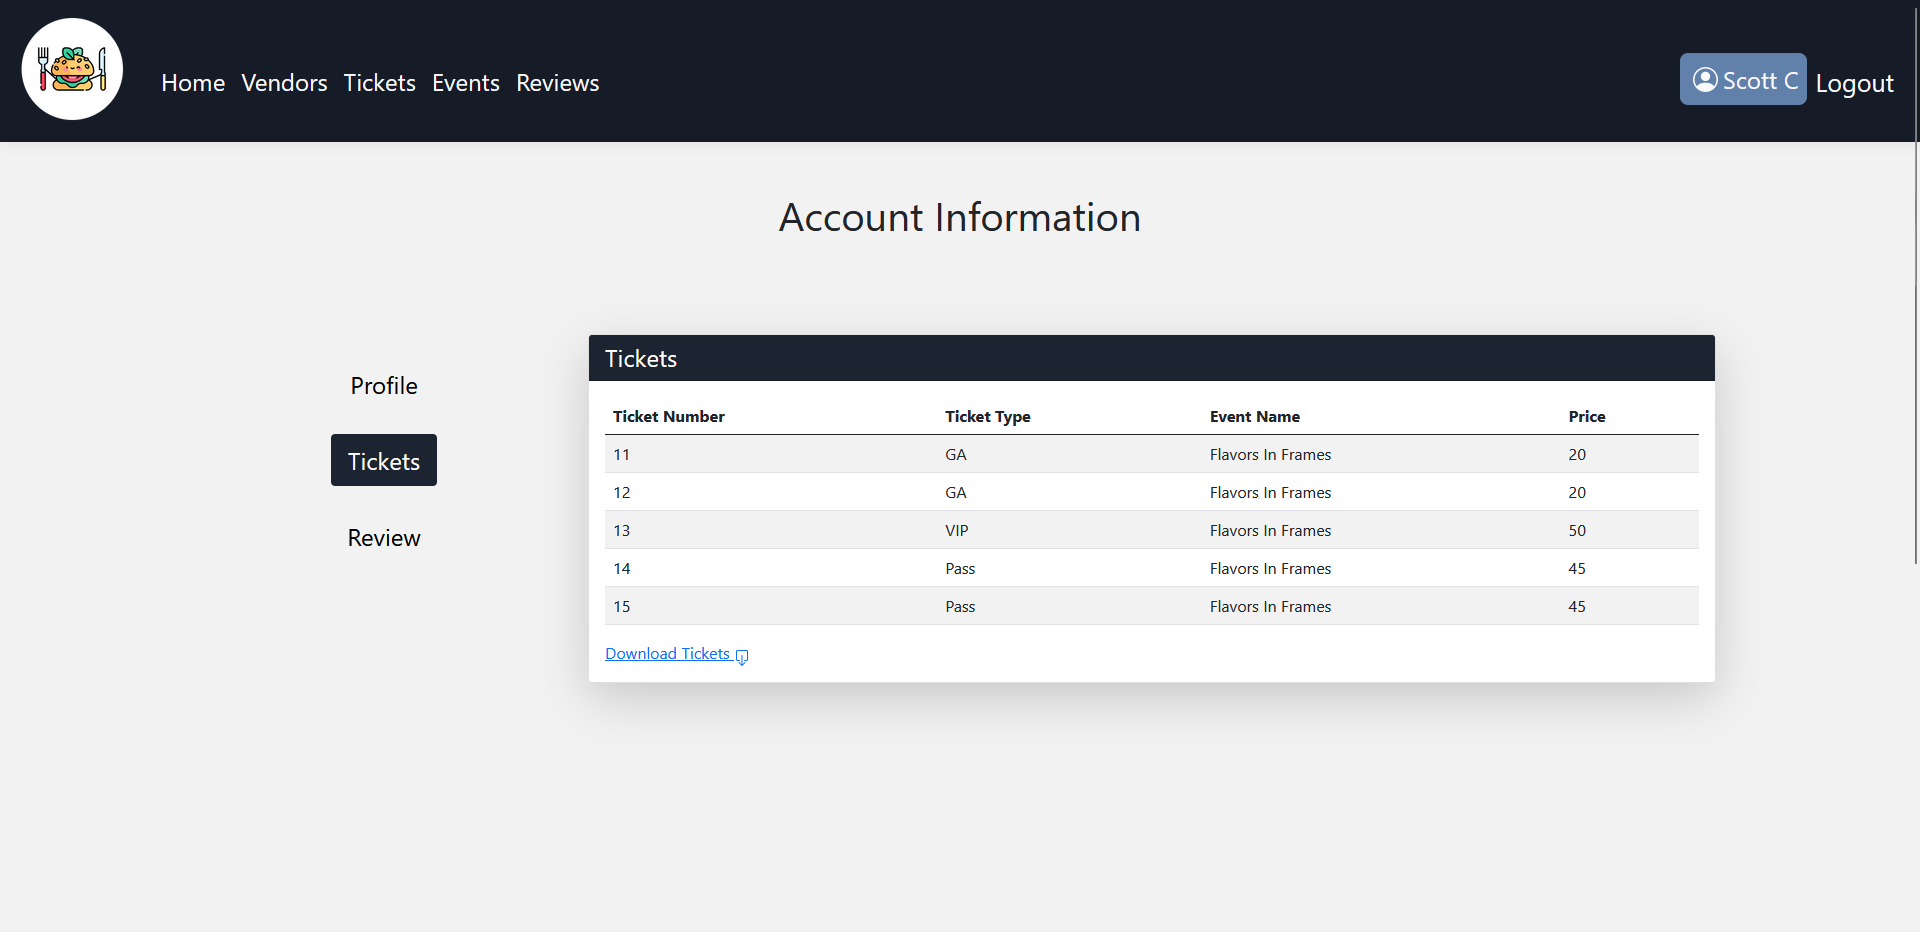 Home Vendors Tickets Events Reviews Scott C Logout
Account Information
Profile
Tickets
Review
Tickets
Ticket Number Ticket Type Event Name Price
11 GA Flavors In Frames 20
12 GA Flavors In Frames 20
13 VIP Flavors In Frames 50
14 Pass Flavors In Frames 45
15 Pass Flavors In Frames 45
Download Tickets